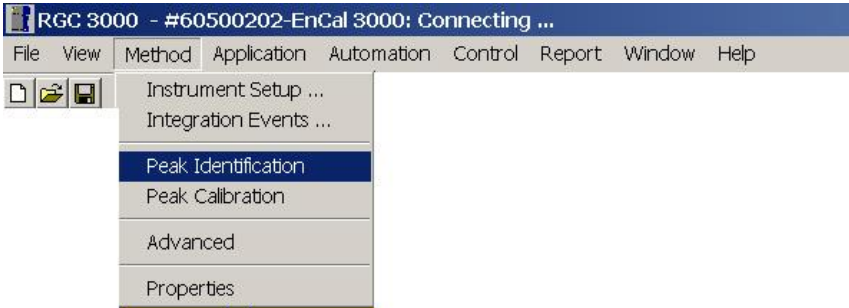 RGC 3000 - #60500202-EnCal 3000: Connecting ...
File View Method Application Automation Control Report Window Help
Instrument Setup ...
Integration Events ...
Peak Identification
Peak Calibration
Advanced
Properties